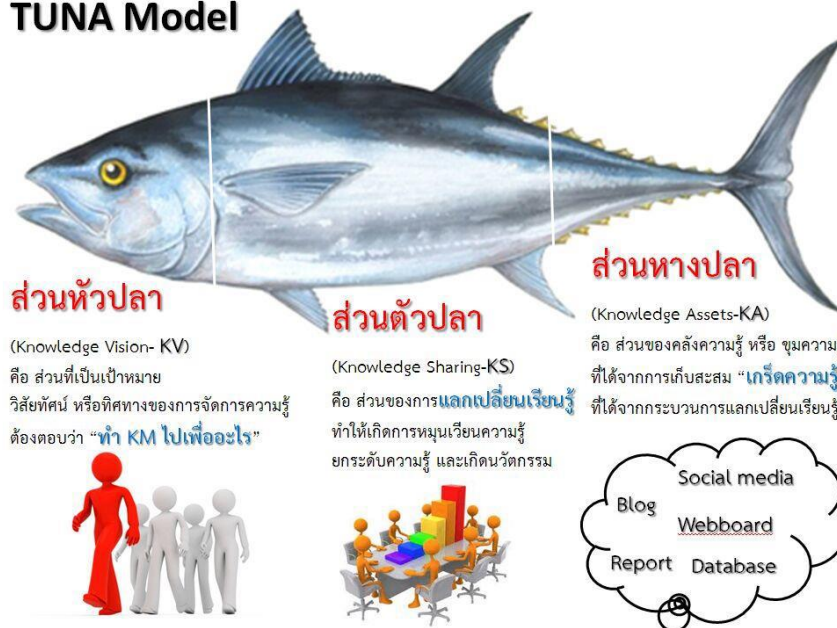 TUNA Model
ส่วนหัวปลา
(Knowledge Vision- KV)
คือ ส่วนที่เป็นเป้าหมาย
วิสัยทัศน์ หรือทิศทางของการจัดการความรู้
ต้องตอบว่า “ทำ KM ไปเพื่ออะไร”
ส่วนตัวปลา
(Knowledge Sharing-KS)
คือ ส่วนของการแลกเปลี่ยนเรียนรู้
ทำให้เกิดการหมุนเวียนความรู้
ยกระดับความรู้ และเกิดนวัตกรรม
ส่วนหางปลา
(Knowledge Assets-KA)
คือ ส่วนของคลังความรู้ หรือ ขุมความ
ที่ได้จากการเก็บสะสม “เกร็ดความรู้
ที่ได้จากกระบวนการแลกเปลี่ยนเรียนรู้
Social media
Blog
Webboard
Report Database